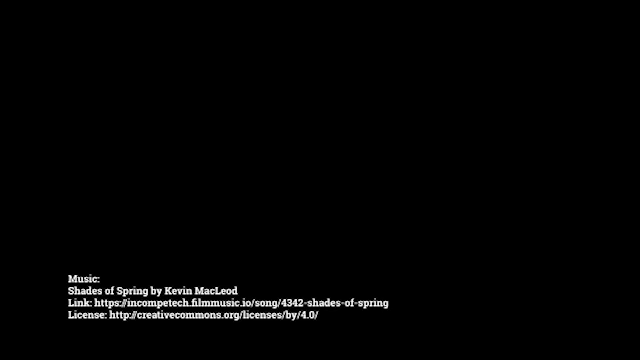 Music:
Shades of Spring by Kevin MacLeod
Link: https://incompetech.filmmusic.io/song/4342-shades-of-spring
License: http://creativecommons.org/licenses/by/4.0/